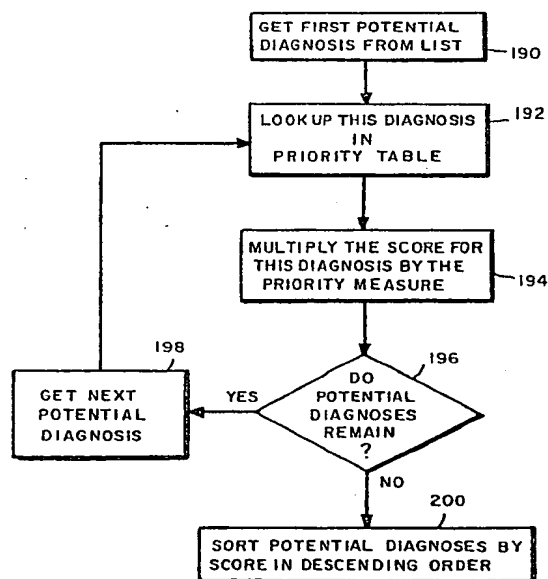 GET FIRST POTENTIAL
DIAGNOSIS FROM LIST
190
LOOKUP THIS DIAGNOSIS
IN
PRIORITY TABLE
192
MULTIPLY THE SCORE FOR
THIS DIAGNOSIS BY THE
PRIORITY MEASURE
194
196
DO
POTENTIAL
DIAGNOSES
REMAIN
?
YES
198
GET NEXT
POTENTIAL
DIAGNOSIS
NO
200
SORT POTENTIAL DIAGNOSES BY
SCORE IN DESCENDING ORDER